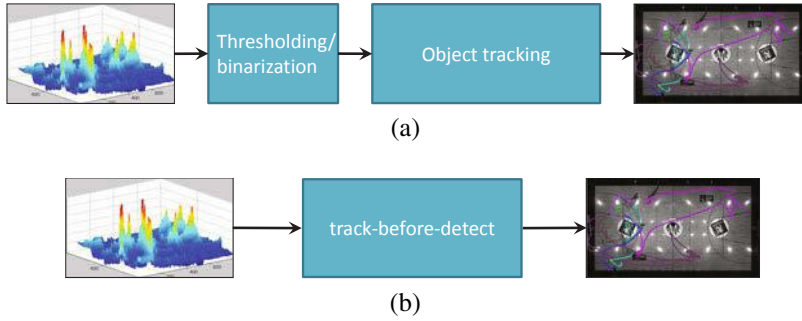 Thresholding/
binarization
Object tracking
(a)
track-before-detect
(b)